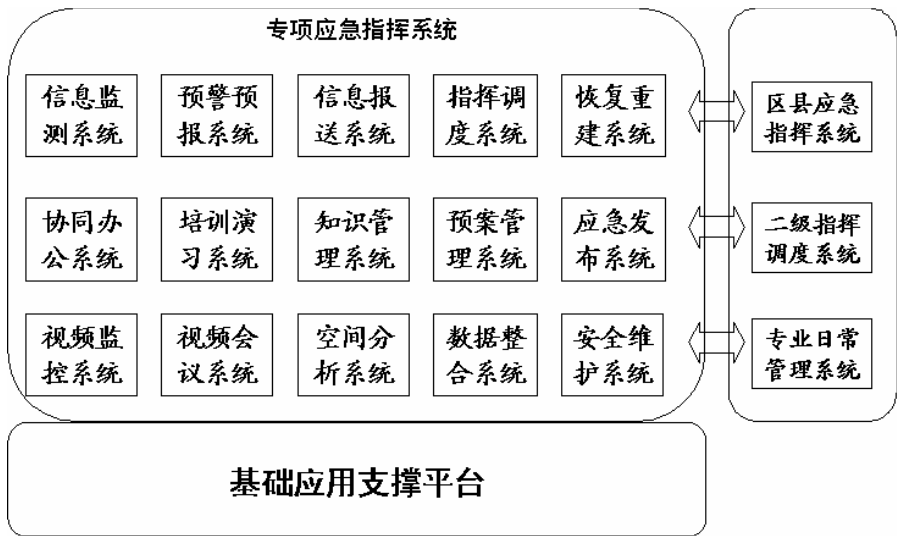 专项应急指挥系统
信息监
测系统
预警预
报系统
信息报
送系统
指挥调
度系统
恢复重
建系统
区县应急
指挥系统
协同办
公系统
培训演
习系统
知识管
理系统
预案管
理系统
应急发
布系统
二级指挥
调度系统
视频监
控系统
视频会
议系统
空间分
析系统
数据整
合系统
安全维
护系统
专业日常
管理系统
基础应用支撑平台